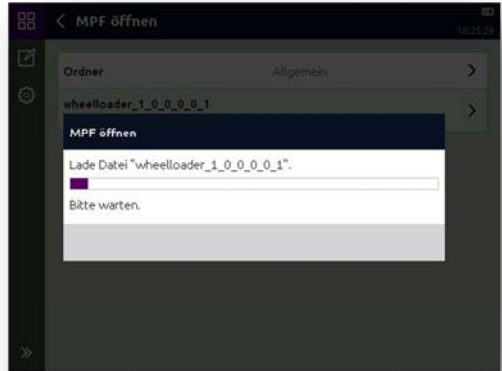 MPF öffnen
10:25:29
Ordner Allgemein
wheelloader_1_0_0_0_0_1
MPF öffnen
Lade Datei "wheelloader_1_0_0_0_0_1".
Bitte warten.